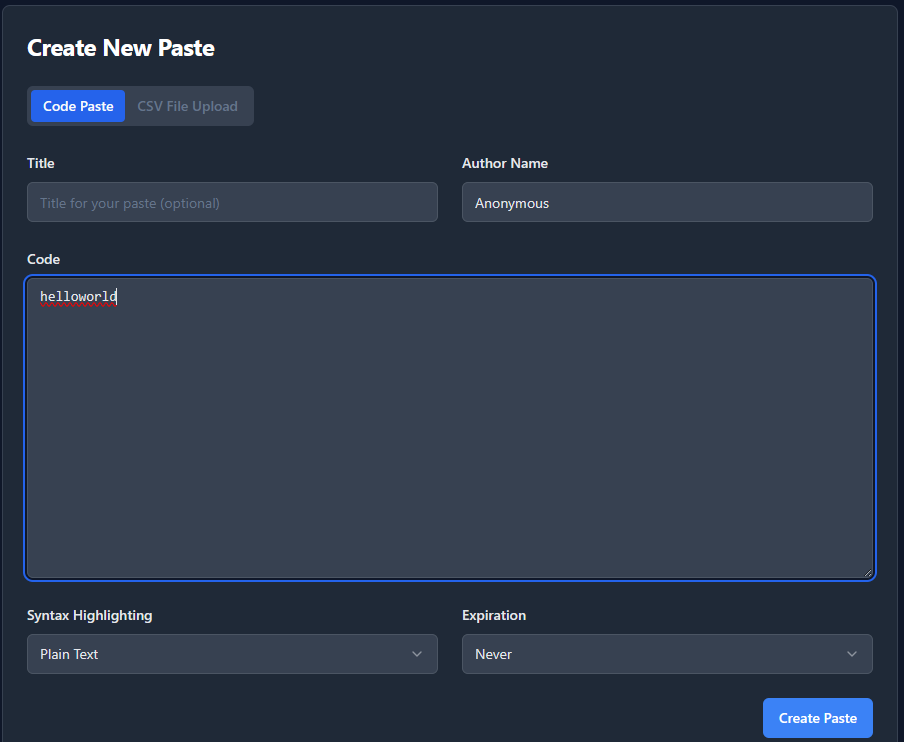 Create New Paste
Code Paste CSV File Upload
Title Author Name
Title for your paste (optional) Anonymous
Code
helloworld
Syntax Highlighting Expiration
Plain Text Never
Create Paste